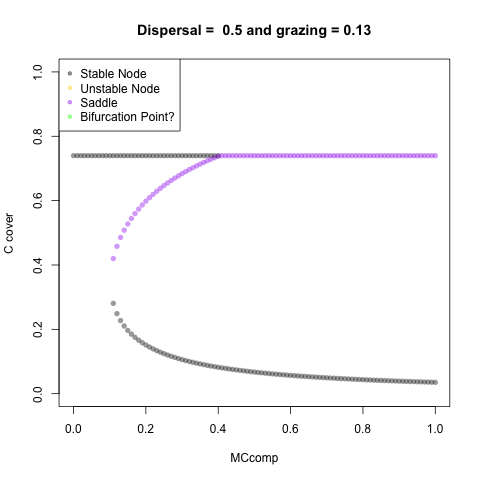 Dispersal =  0.5 and grazing = 0.13
Stable Node
Unstable Node
Saddle
Bifurcation Point?
1.0
0.8
0.6
0.4
0.2
0.0
C cover
0.0 0.2 0.4 0.6 0.8 1.0
MCcomp